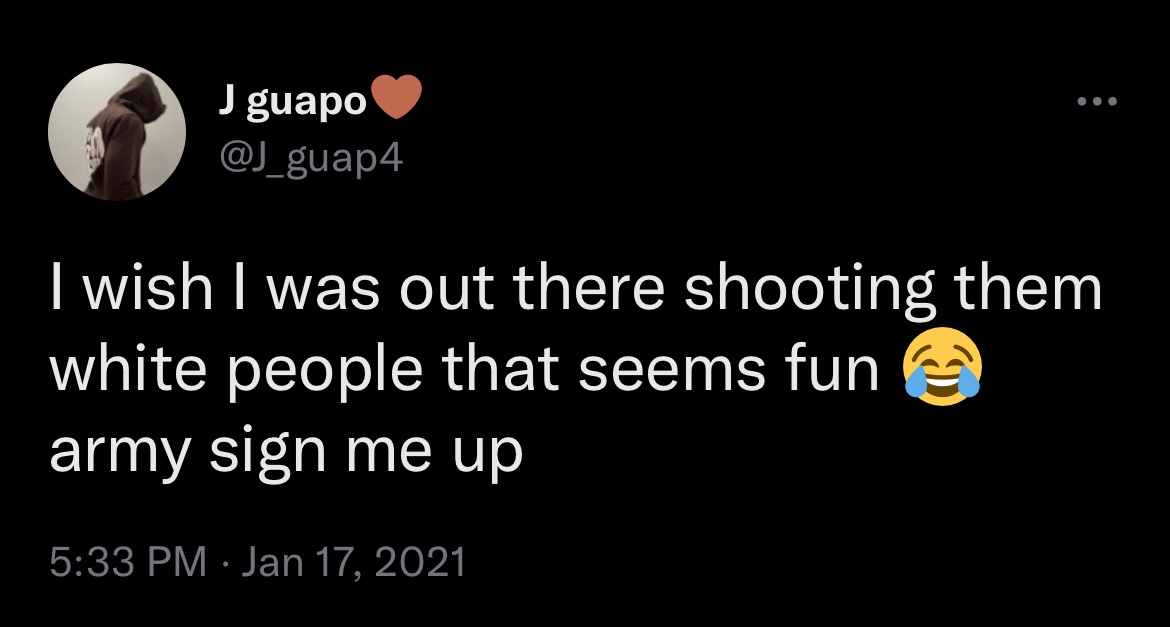 J guapo🤎
@J_guap4
I wish I was out there shooting them
white people that seems fun 😂
army sign me up
5:33 PM · Jan 17, 2021